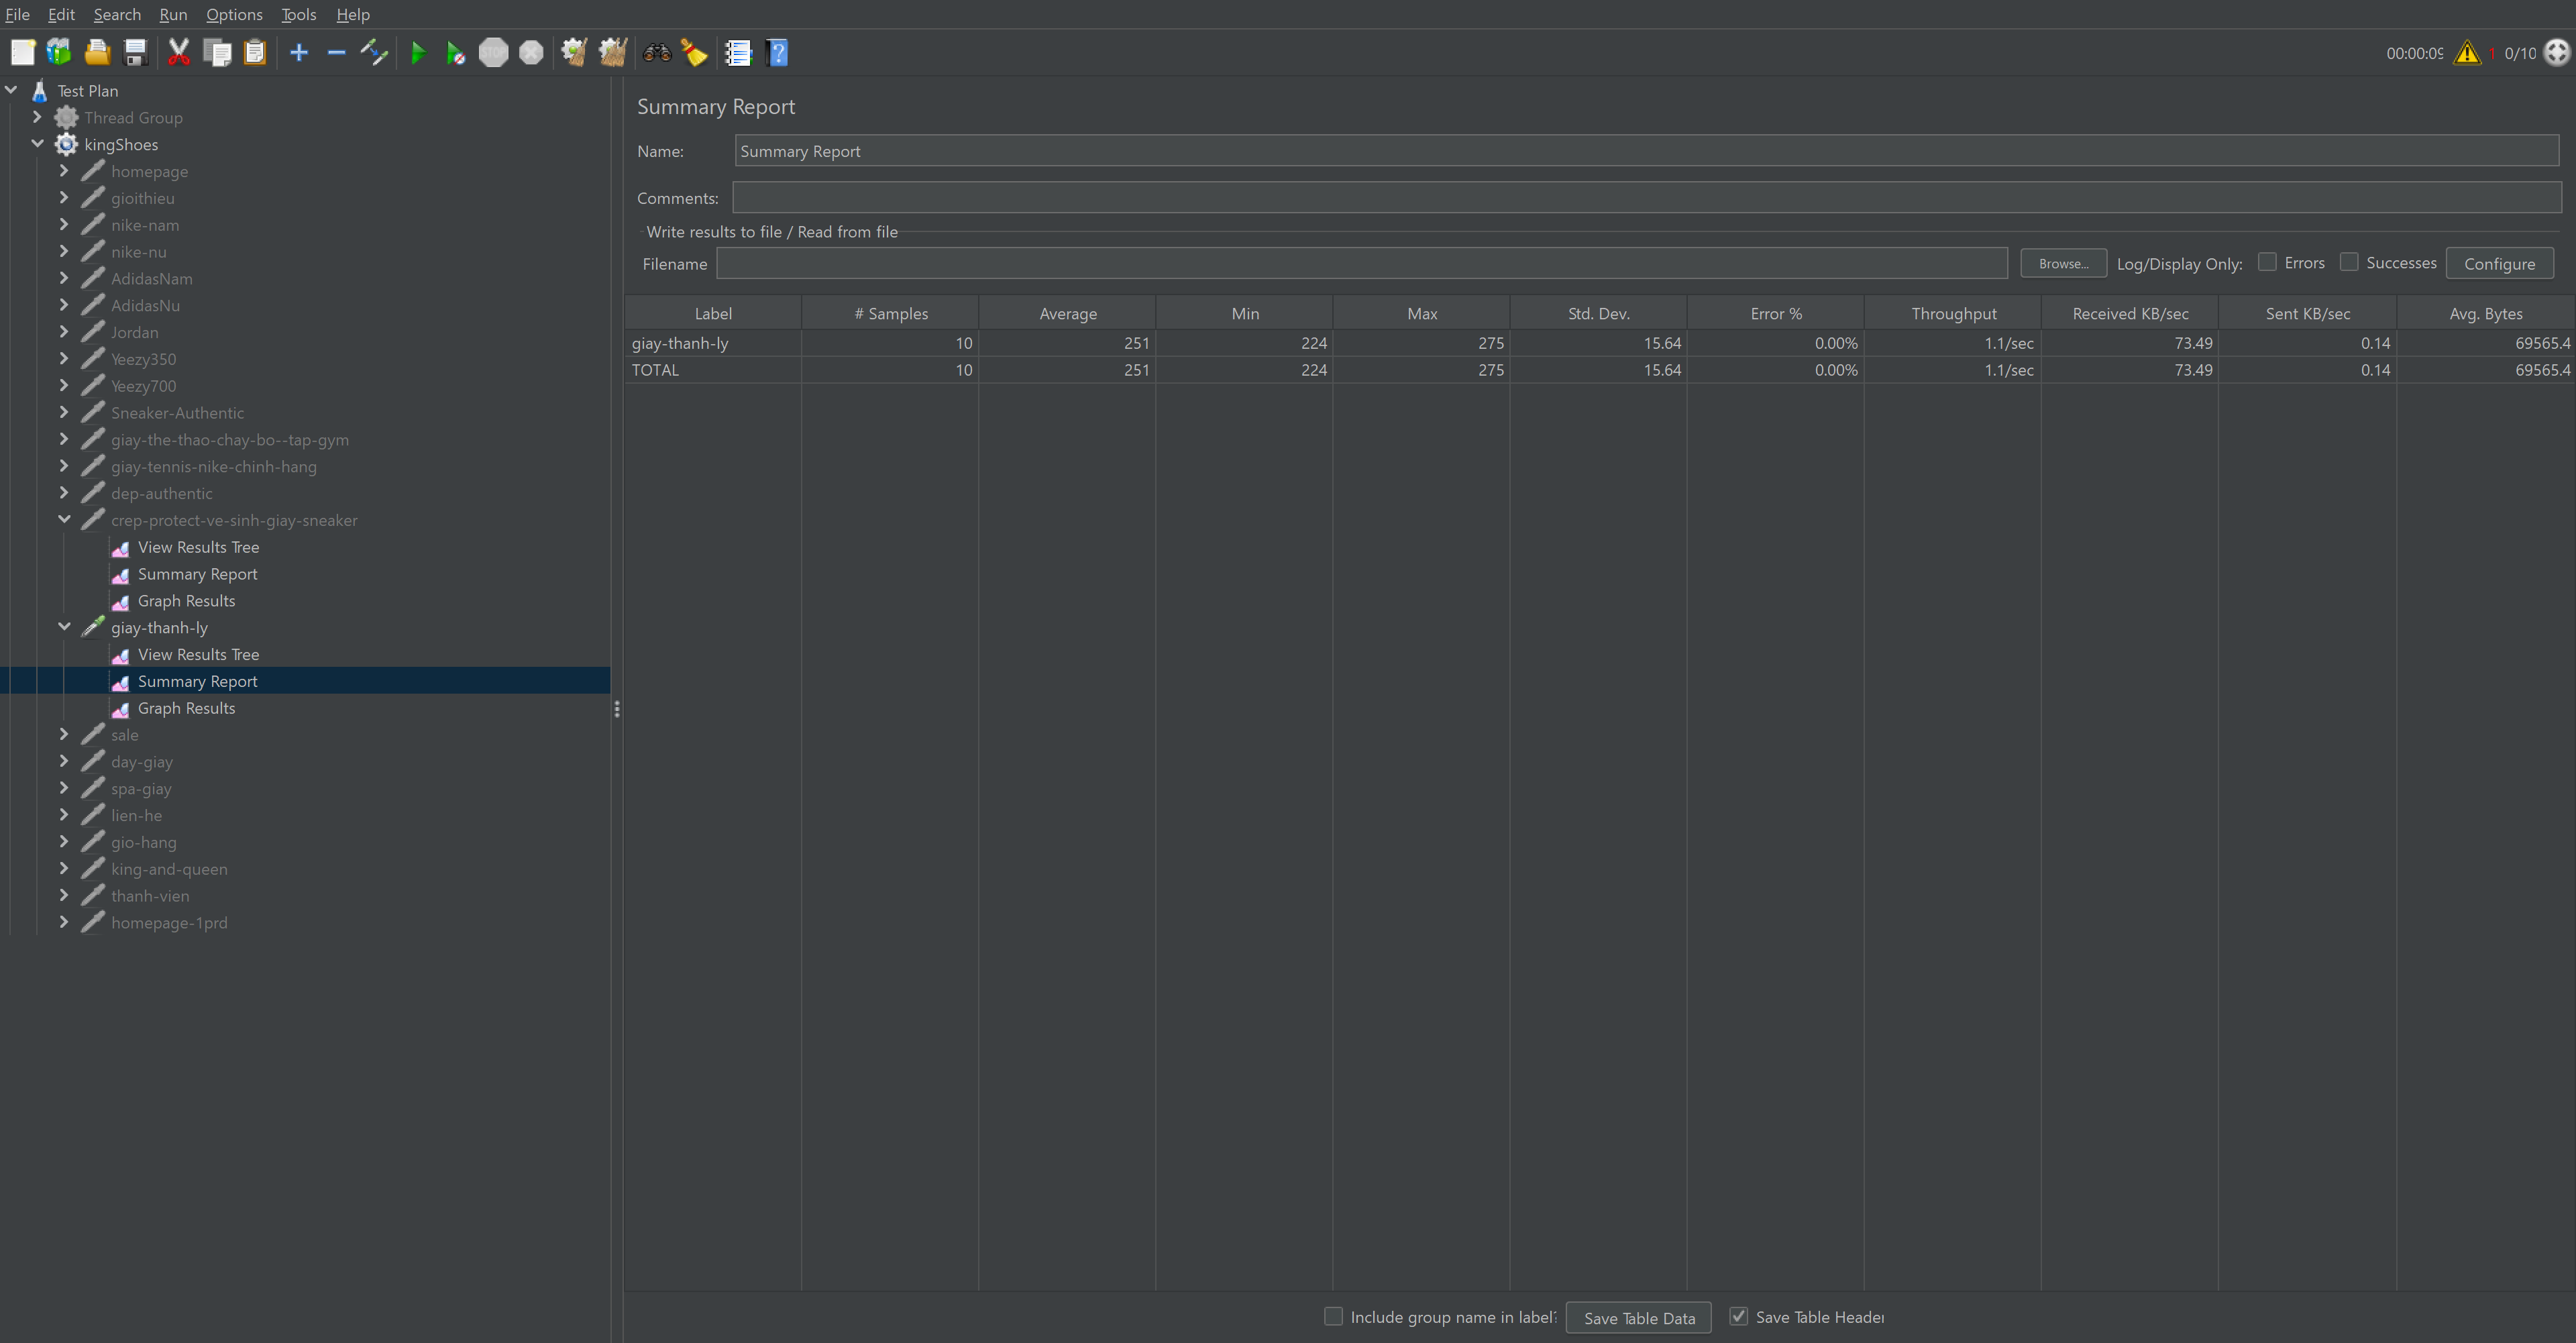 File Edit Search Run Options Tools Help
00:00:09 1 0/10
Test Plan
Thread Group
kingShoes
homepage
gioithieu
nike-nam
nike-nu
AdidasNam
AdidasNu
Jordan
Yeezy350
Yeezy700
Sneaker-Authentic
giay-the-thao-chay-bo--tap-gym
giay-tennis-nike-chinh-hang
dep-authentic
crep-protect-ve-sinh-giay-sneaker
View Results Tree
Summary Report
Graph Results
giay-thanh-ly
View Results Tree
Summary Report
Graph Results
sale
day-giay
spa-giay
lien-he
gio-hang
king-and-queen
thanh-vien
homepage-1prd
Summary Report
Name: Summary Report
Comments:
Write results to file / Read from file
Filename Browse... Log/Display Only: Errors Successes Configure
Label # Samples Average Min Max Std. Dev. Error % Throughput Received KB/sec Sent KB/sec Avg. Bytes
giay-thanh-ly 10 251 224 275 15.64 0.00% 1.1/sec 73.49 0.14 69565.4
TOTAL 10 251 224 275 15.64 0.00% 1.1/sec 73.49 0.14 69565.4
Include group name in label? Save Table Data Save Table Header